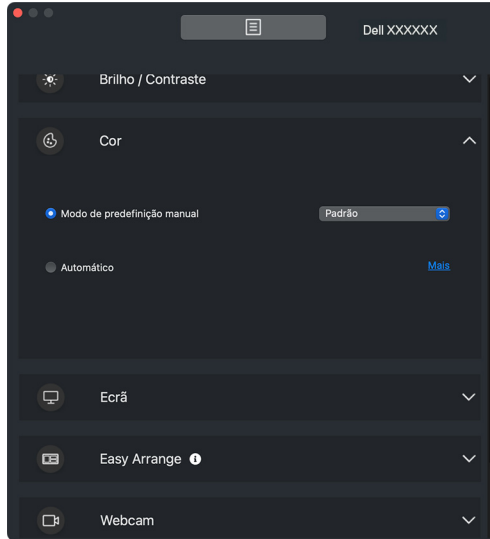 Dell XXXXXX
Brilho / Contraste
Cor
Modo de predefinição manual Padrão
Automático Mais
Ecrã
Easy Arrange
Webcam